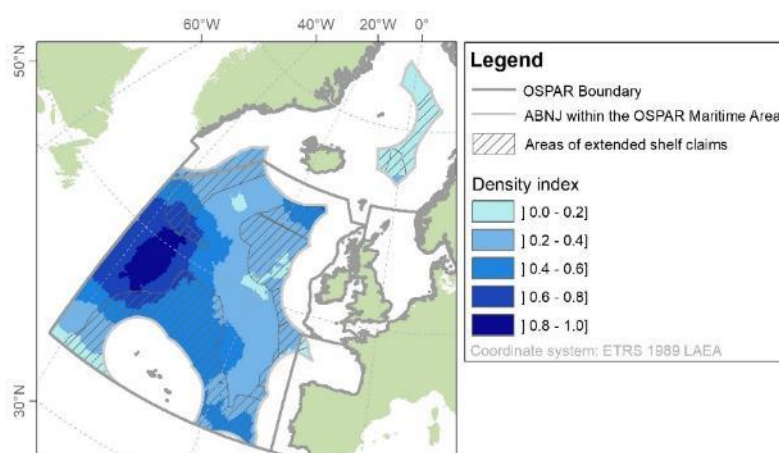 60°W 40°W 20°W 0°
50°N
30°N
Legend
OSPAR Boundary
ABNJ within the OSPAR Maritime Area
Areas of extended shelf claims
Density index
] 0.0 - 0.2]
] 0.2 - 0.4]
] 0.4 - 0.6]
] 0.6 - 0.8]
] 0.8 - 1.0]
Coordinate system: ETRS 1989 LAEA